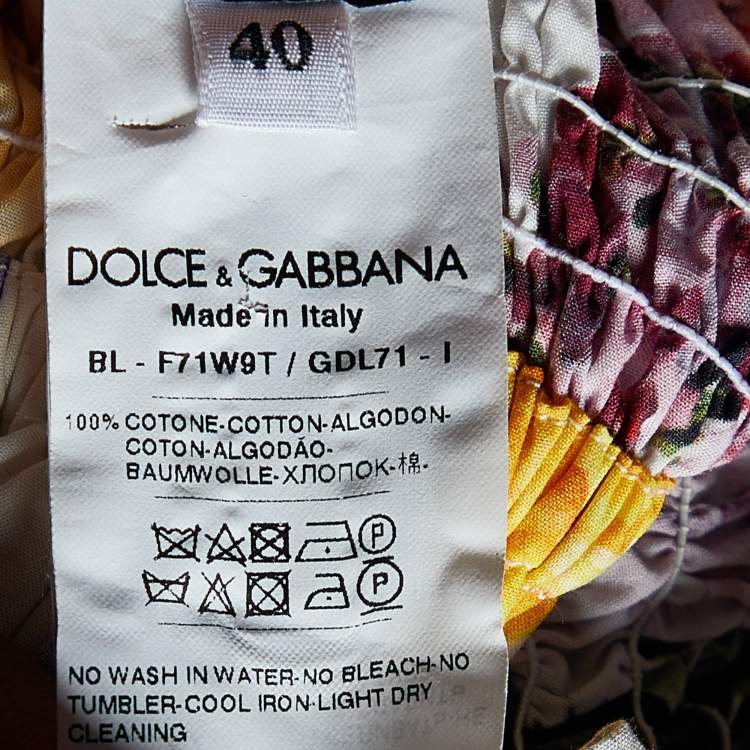 40
DOLCE & GABBANA
Made in Italy
BL - F71W9T / GDL71 - I
100% COTONE-COTTON-ALGODON-
COTON-ALGODÃO-
BAUMWOLLE-ХЛОПОК-棉-
P
P
NO WASH IN WATER-NO BLEACH-NO
TUMBLER-COOL IRON-LIGHT DRY
CLEANING